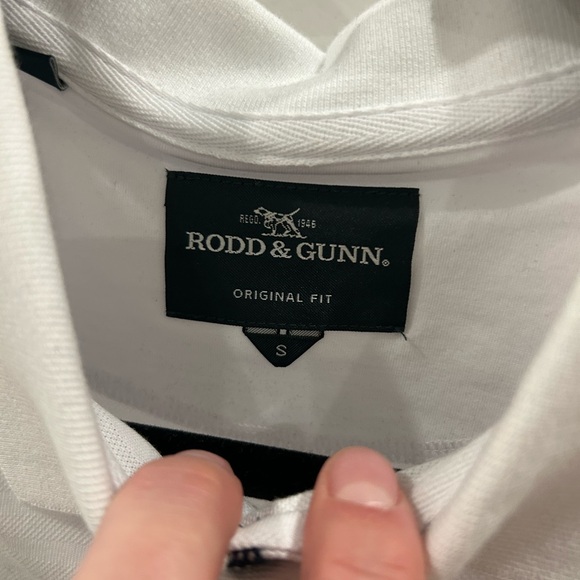 REGD. 1946
RODD & GUNN®
ORIGINAL FIT
S